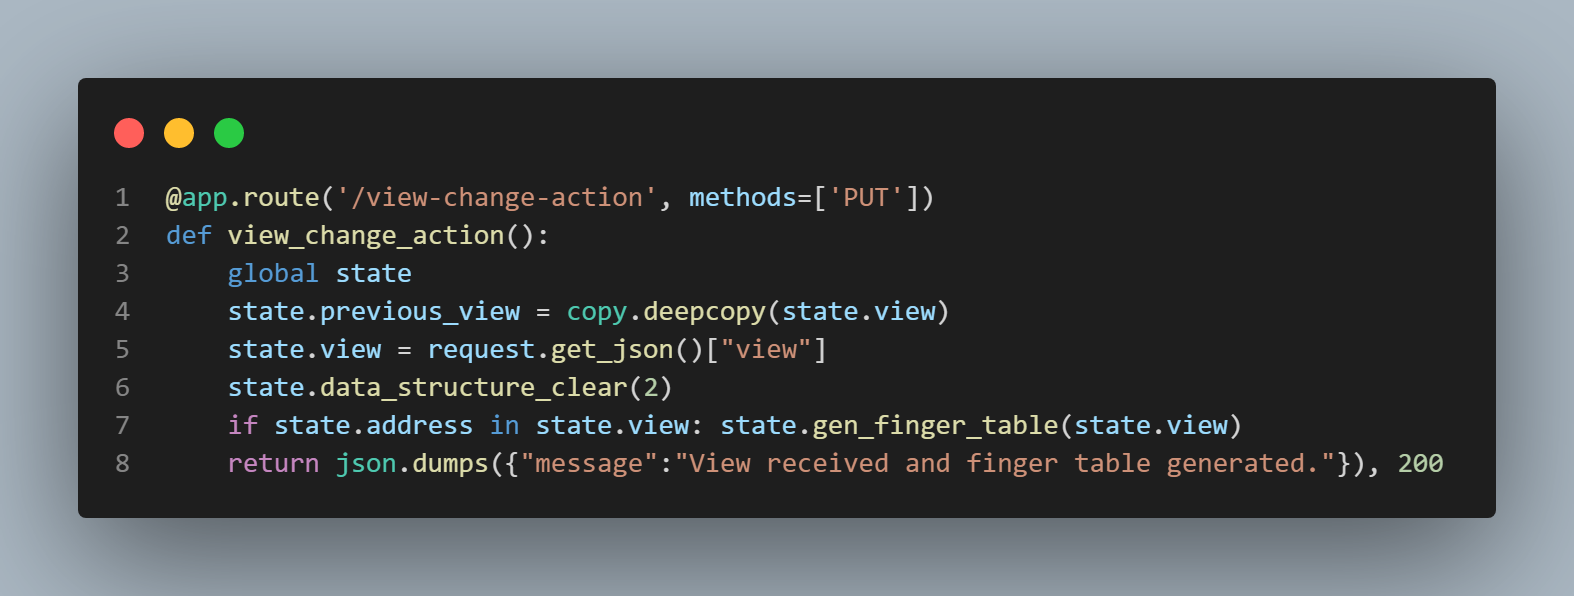 1 @app.route('/view-change-action', methods=['PUT'])
2 def view_change_action():
3     global state
4     state.previous_view = copy.deepcopy(state.view)
5     state.view = request.get_json()["view"]
6     state.data_structure_clear(2)
7     if state.address in state.view: state.gen_finger_table(state.view)
8     return json.dumps({"message":"View received and finger table generated."}), 200